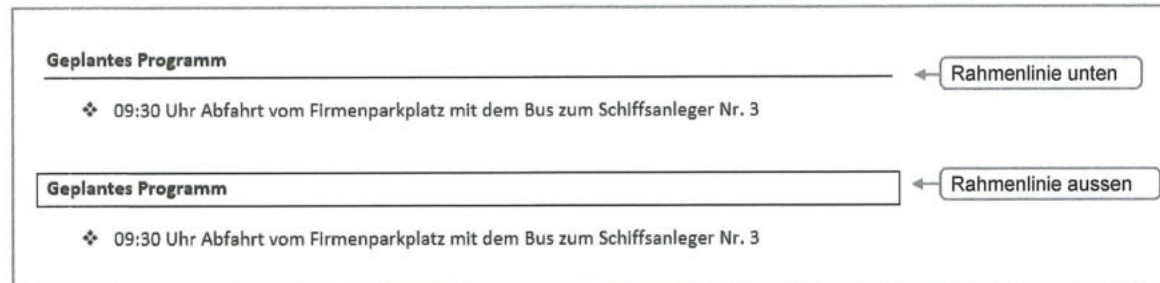 Geplantes Programm
Rahmenlinie unten
❖ 09:30 Uhr Abfahrt vom Firmenparkplatz mit dem Bus zum Schiffsanleger Nr. 3
Geplantes Programm
Rahmenlinie aussen
❖ 09:30 Uhr Abfahrt vom Firmenparkplatz mit dem Bus zum Schiffsanleger Nr. 3